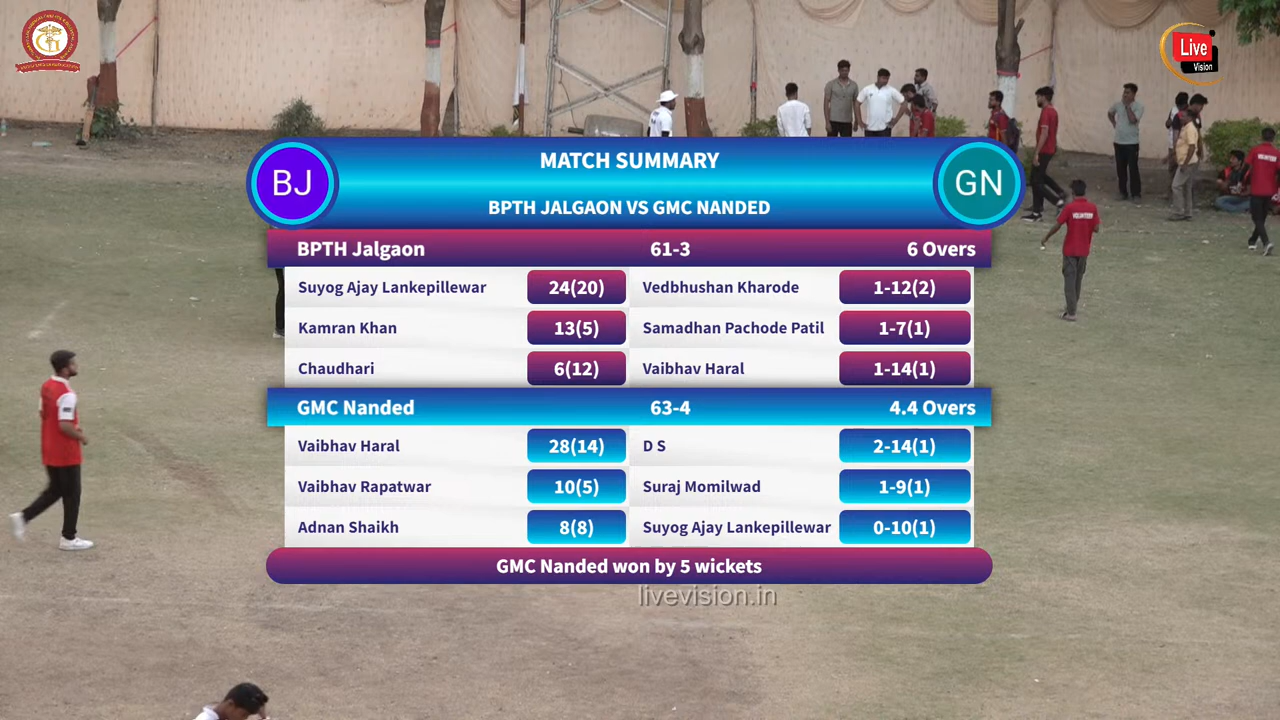 Live
Vision
MATCH SUMMARY
BJ
GN
BPTH JALGAON VS GMC NANDED
BPTH Jalgaon 61-3 6 Overs
Suyog Ajay Lankepillewar 24(20) Vedbhushan Kharode 1-12(2)
Kamran Khan 13(5) Samadhan Pachode Patil 1-7(1)
Chaudhari 6(12) Vaibhav Haral 1-14(1)
GMC Nanded 63-4 4.4 Overs
Vaibhav Haral 28(14) D S 2-14(1)
Vaibhav Rapatwar 10(5) Suraj Momilwad 1-9(1)
Adnan Shaikh 8(8) Suyog Ajay Lankepillewar 0-10(1)
GMC Nanded won by 5 wickets
livevision.in
VOLUNTEER
VOLUNTEER